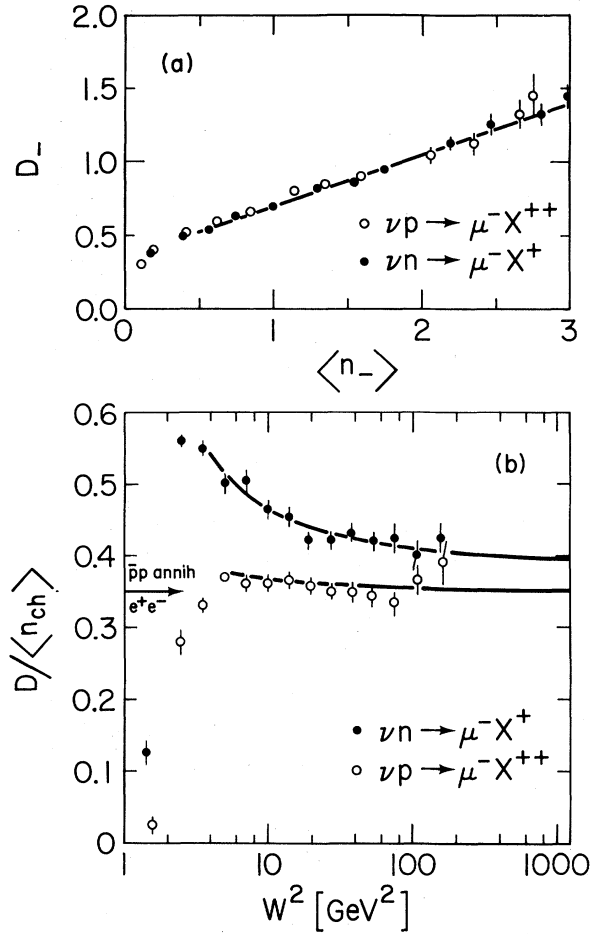 2.0
(a)
1.5
D_
1.0
○ νp → μ⁻X⁺⁺
0.5
● νn → μ⁻X⁺
0.0
0 1 2 3
⟨n_⟩
0.6
(b)
0.5
0.4
p̄p annih
e⁺e⁻
D/⟨n_ch⟩
0.3
0.2
● νn → μ⁻X⁺
0.1
○ νp → μ⁻X⁺⁺
0
1 10 100 1000
W² [GeV²]